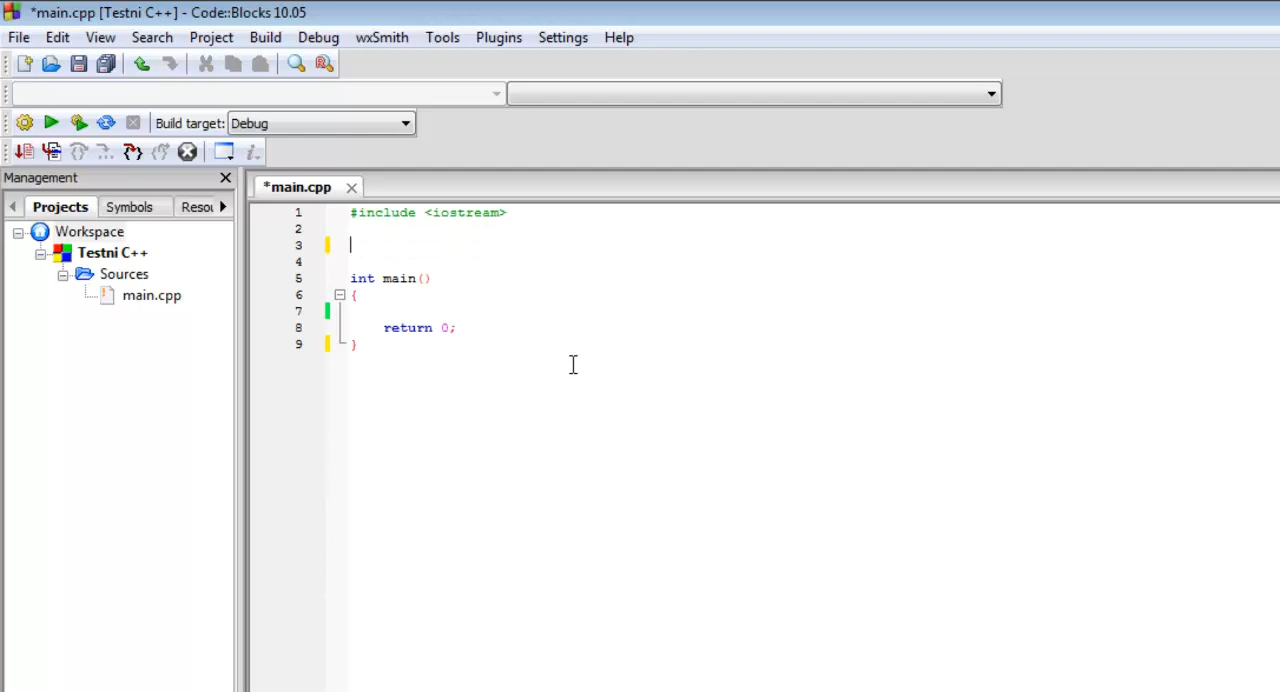 *main.cpp [Testni C++] - Code::Blocks 10.05
File Edit View Search Project Build Debug wxSmith Tools Plugins Settings Help
Build target: Debug
Management
Projects Symbols Resou
*main.cpp
Workspace
Testni C++
Sources
main.cpp
1 #include <iostream>
2
3
4
5 int main()
6 {
7
8 return 0;
9 }